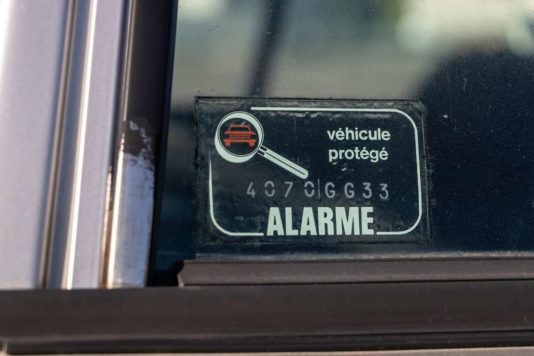 véhicule
protégé
4070GG33
ALARME